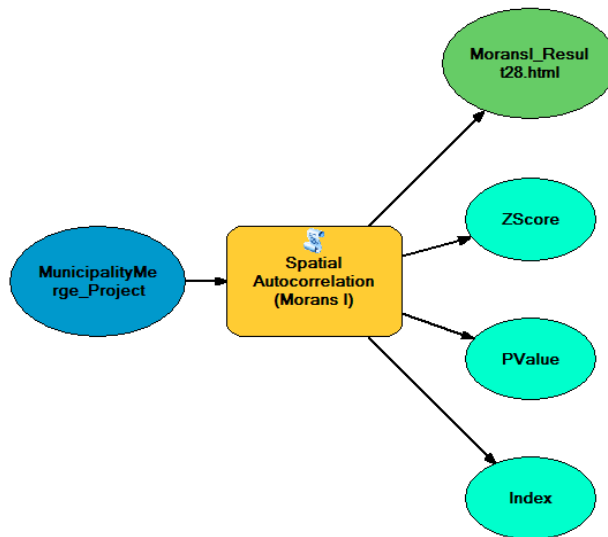 MoransI_Resul
t28.html
ZScore
MunicipalityMe
rge_Project
Spatial
Autocorrelation
(Morans I)
PValue
Index